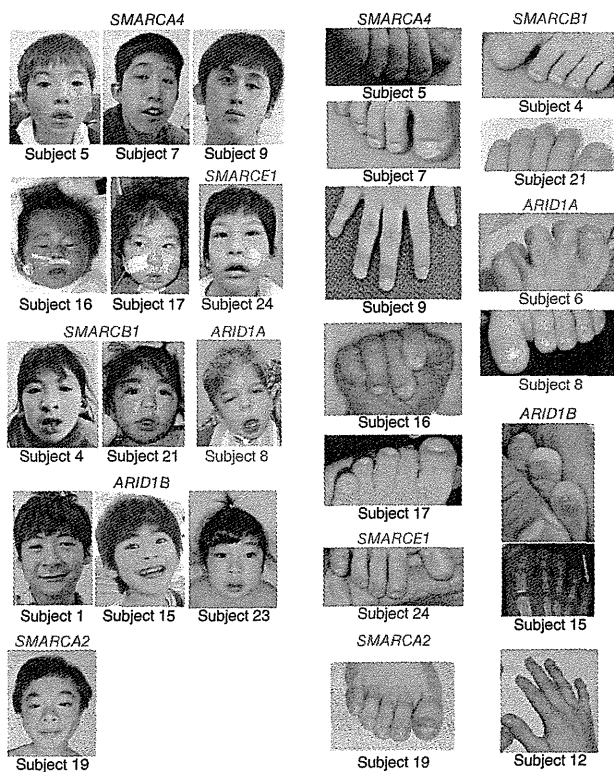 SMARCA4
Subject 5 Subject 7 Subject 9
SMARCE1
Subject 16 Subject 17 Subject 24
SMARCB1 ARID1A
Subject 4 Subject 21 Subject 8
ARID1B
Subject 1 Subject 15 Subject 23
SMARCA2
Subject 19
SMARCA4
Subject 5
Subject 7
Subject 9
Subject 16
Subject 17
SMARCE1
Subject 24
SMARCA2
Subject 19
SMARCB1
Subject 4
Subject 21
ARID1A
Subject 6
Subject 8
ARID1B
Subject 15
Subject 12